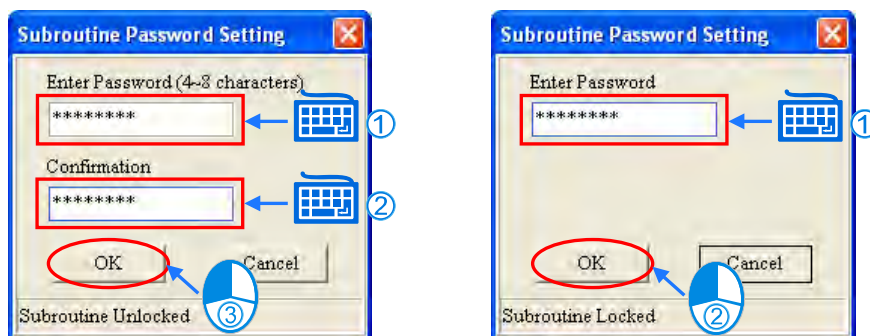 Subroutine Password Setting
Enter Password (4~8 characters)
********
①
Confirmation
********
②
OK
Cancel
③
Subroutine Unlocked
Subroutine Password Setting
Enter Password
********
①
OK
Cancel
②
Subroutine Locked